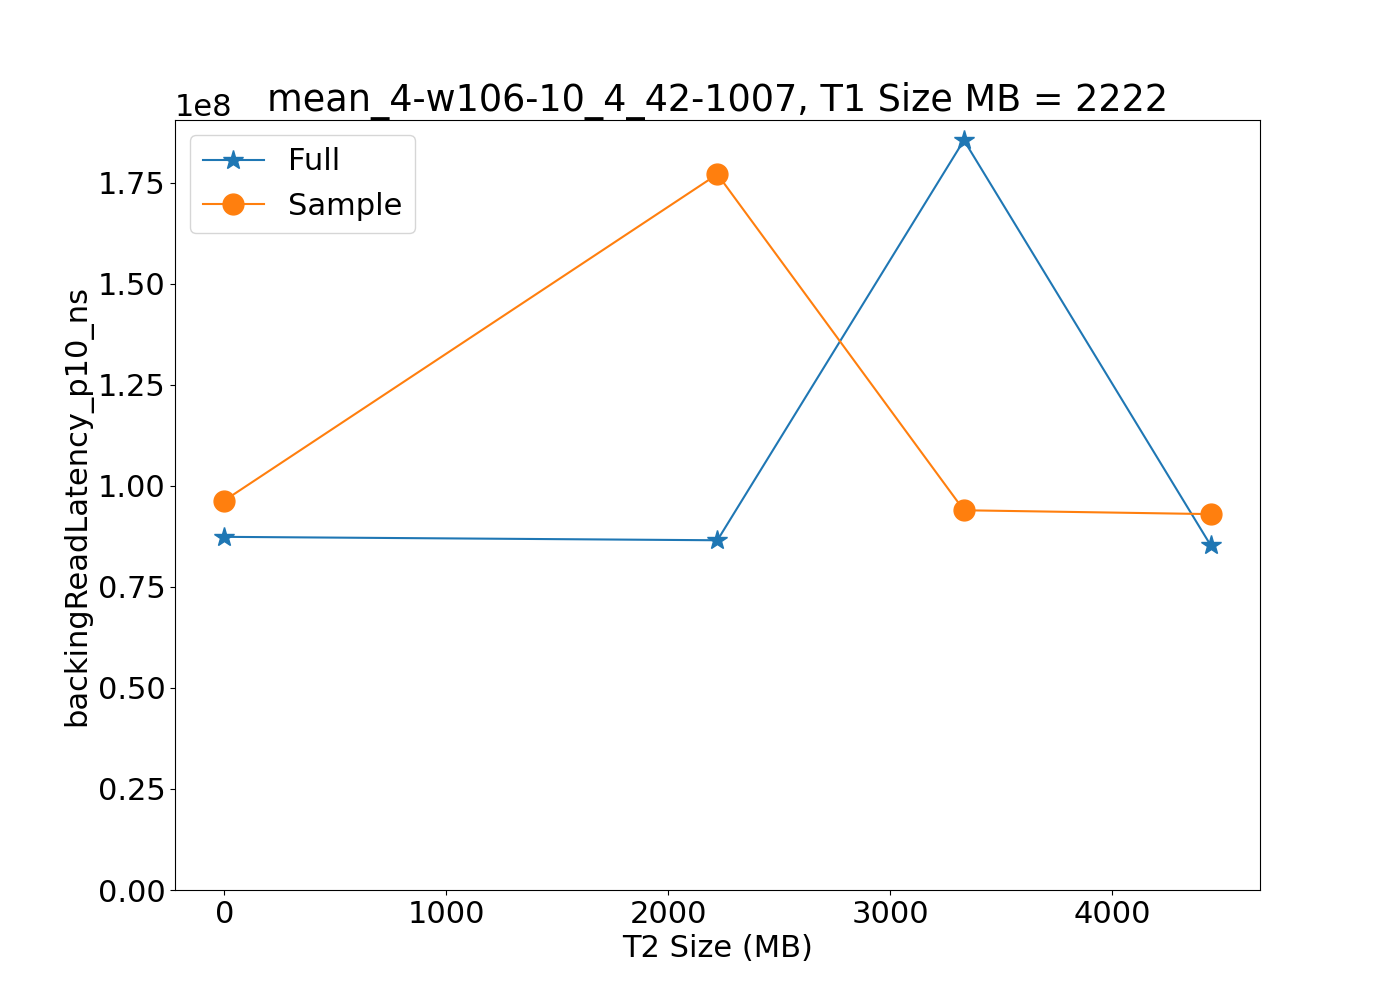 mean_4-w106-10_4_42-1007, T1 Size MB = 2222
1e8
Full
Sample
1.75
1.50
1.25
1.00
0.75
0.50
0.25
0.00
backingReadLatency_p10_ns
0 1000 2000 3000 4000
T2 Size (MB)